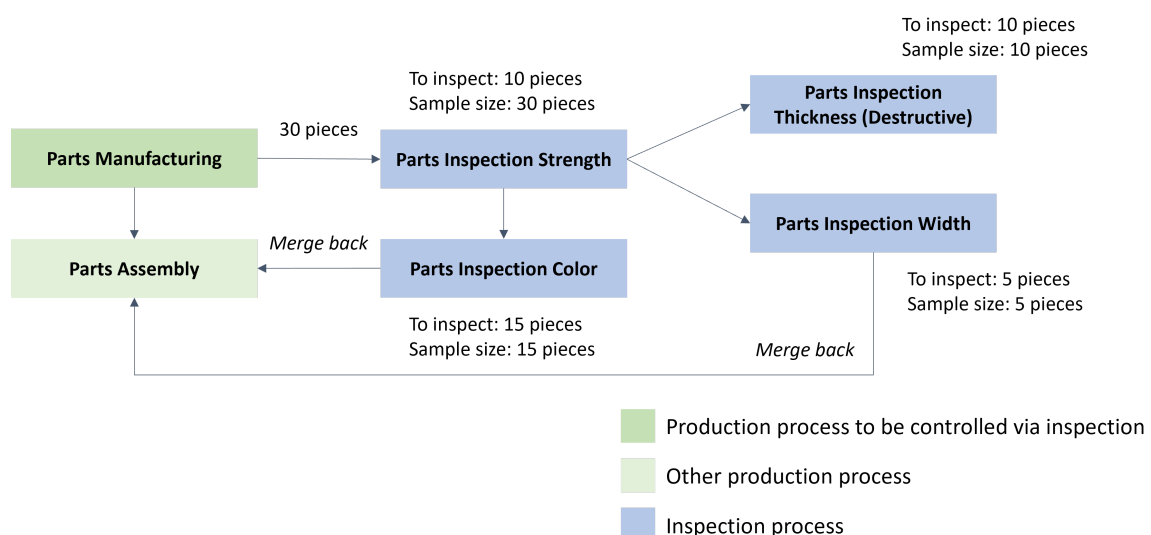 To inspect: 10 pieces
Sample size: 10 pieces
To inspect: 10 pieces
Sample size: 30 pieces
Parts Inspection
Thickness (Destructive)
30 pieces
Parts Manufacturing
Parts Inspection Strength
Parts Inspection Width
Merge back
Parts Assembly
Parts Inspection Color
To inspect: 5 pieces
Sample size: 5 pieces
To inspect: 15 pieces
Sample size: 15 pieces
Merge back
Production process to be controlled via inspection
Other production process
Inspection process